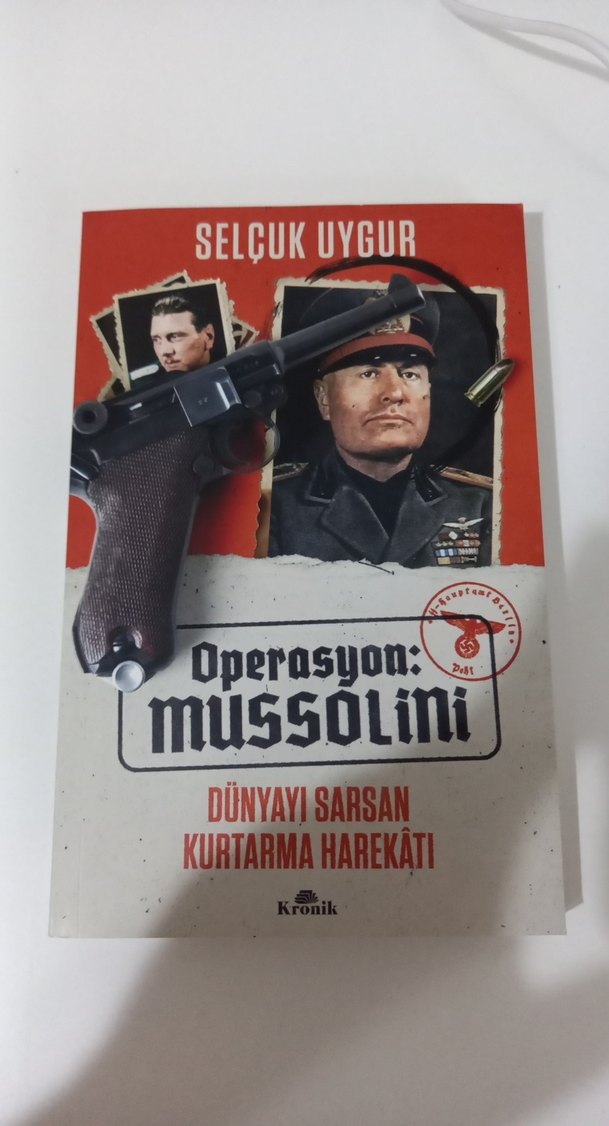 SELÇUK UYGUR
Operasyon:
MUSSOLiNi
DÜNYAYI SARSAN
KURTARMA HAREKÂTI
Kronik